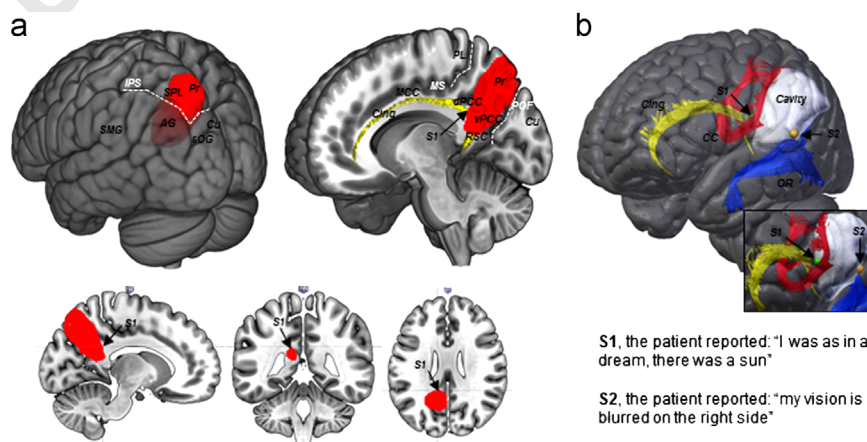 a
IPS
SPL
Pr
AG
SMG
Cu
sOG
PL
MS
Pr
MCC
Cing
dPCC
POF
vPCC
S1
RSC
Cu
S1
S1
S1
b
Cing
S1
Cavity
CC
S2
OR
S1
S2
S1, the patient reported: “I was as in a
dream, there was a sun”
S2, the patient reported: “my vision is
blurred on the right side”